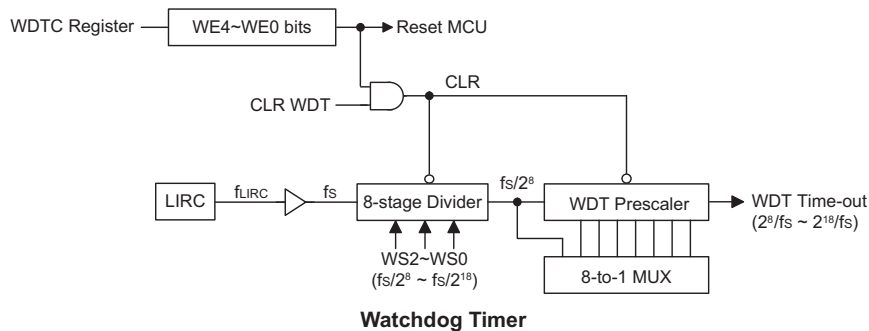 WDTC Register
WE4~WE0 bits
Reset MCU
CLR
CLR WDT
LIRC
fLIRC
fS
8-stage Divider
fS/2⁸
WDT Prescaler
WDT Time-out
(2⁸/fS ~ 2¹⁸/fS)
WS2~WS0
(fS/2⁸ ~ fS/2¹⁸)
8-to-1 MUX
Watchdog Timer